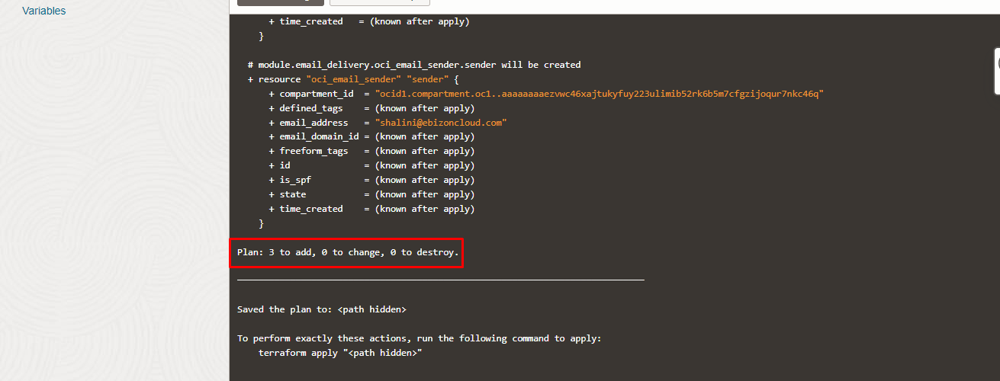 Variables
+ time_created = (known after apply)
}
# module.email_delivery.oci_email_sender.sender will be created
+ resource "oci_email_sender" "sender" {
+ compartment_id = "ocid1.compartment.oc1..aaaaaaaaezvwc46xajtukyfuy223ulimib52rk6b5m7cfgzijoqur7nkc46q"
+ defined_tags = (known after apply)
+ email_address = "shalini@ebizoncloud.com"
+ email_domain_id = (known after apply)
+ freeform_tags = (known after apply)
+ id = (known after apply)
+ is_spf = (known after apply)
+ state = (known after apply)
+ time_created = (known after apply)
}
Plan: 3 to add, 0 to change, 0 to destroy.
Saved the plan to: <path hidden>
To perform exactly these actions, run the following command to apply:
terraform apply "<path hidden>"